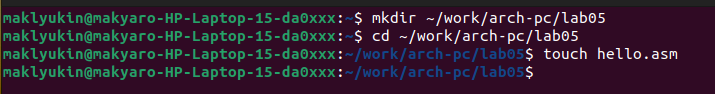 maklyukin@makyaro-HP-Laptop-15-da0xxx:~$ mkdir ~/work/arch-pc/lab05
maklyukin@makyaro-HP-Laptop-15-da0xxx:~$ cd ~/work/arch-pc/lab05
maklyukin@makyaro-HP-Laptop-15-da0xxx:~/work/arch-pc/lab05$ touch hello.asm
maklyukin@makyaro-HP-Laptop-15-da0xxx:~/work/arch-pc/lab05$